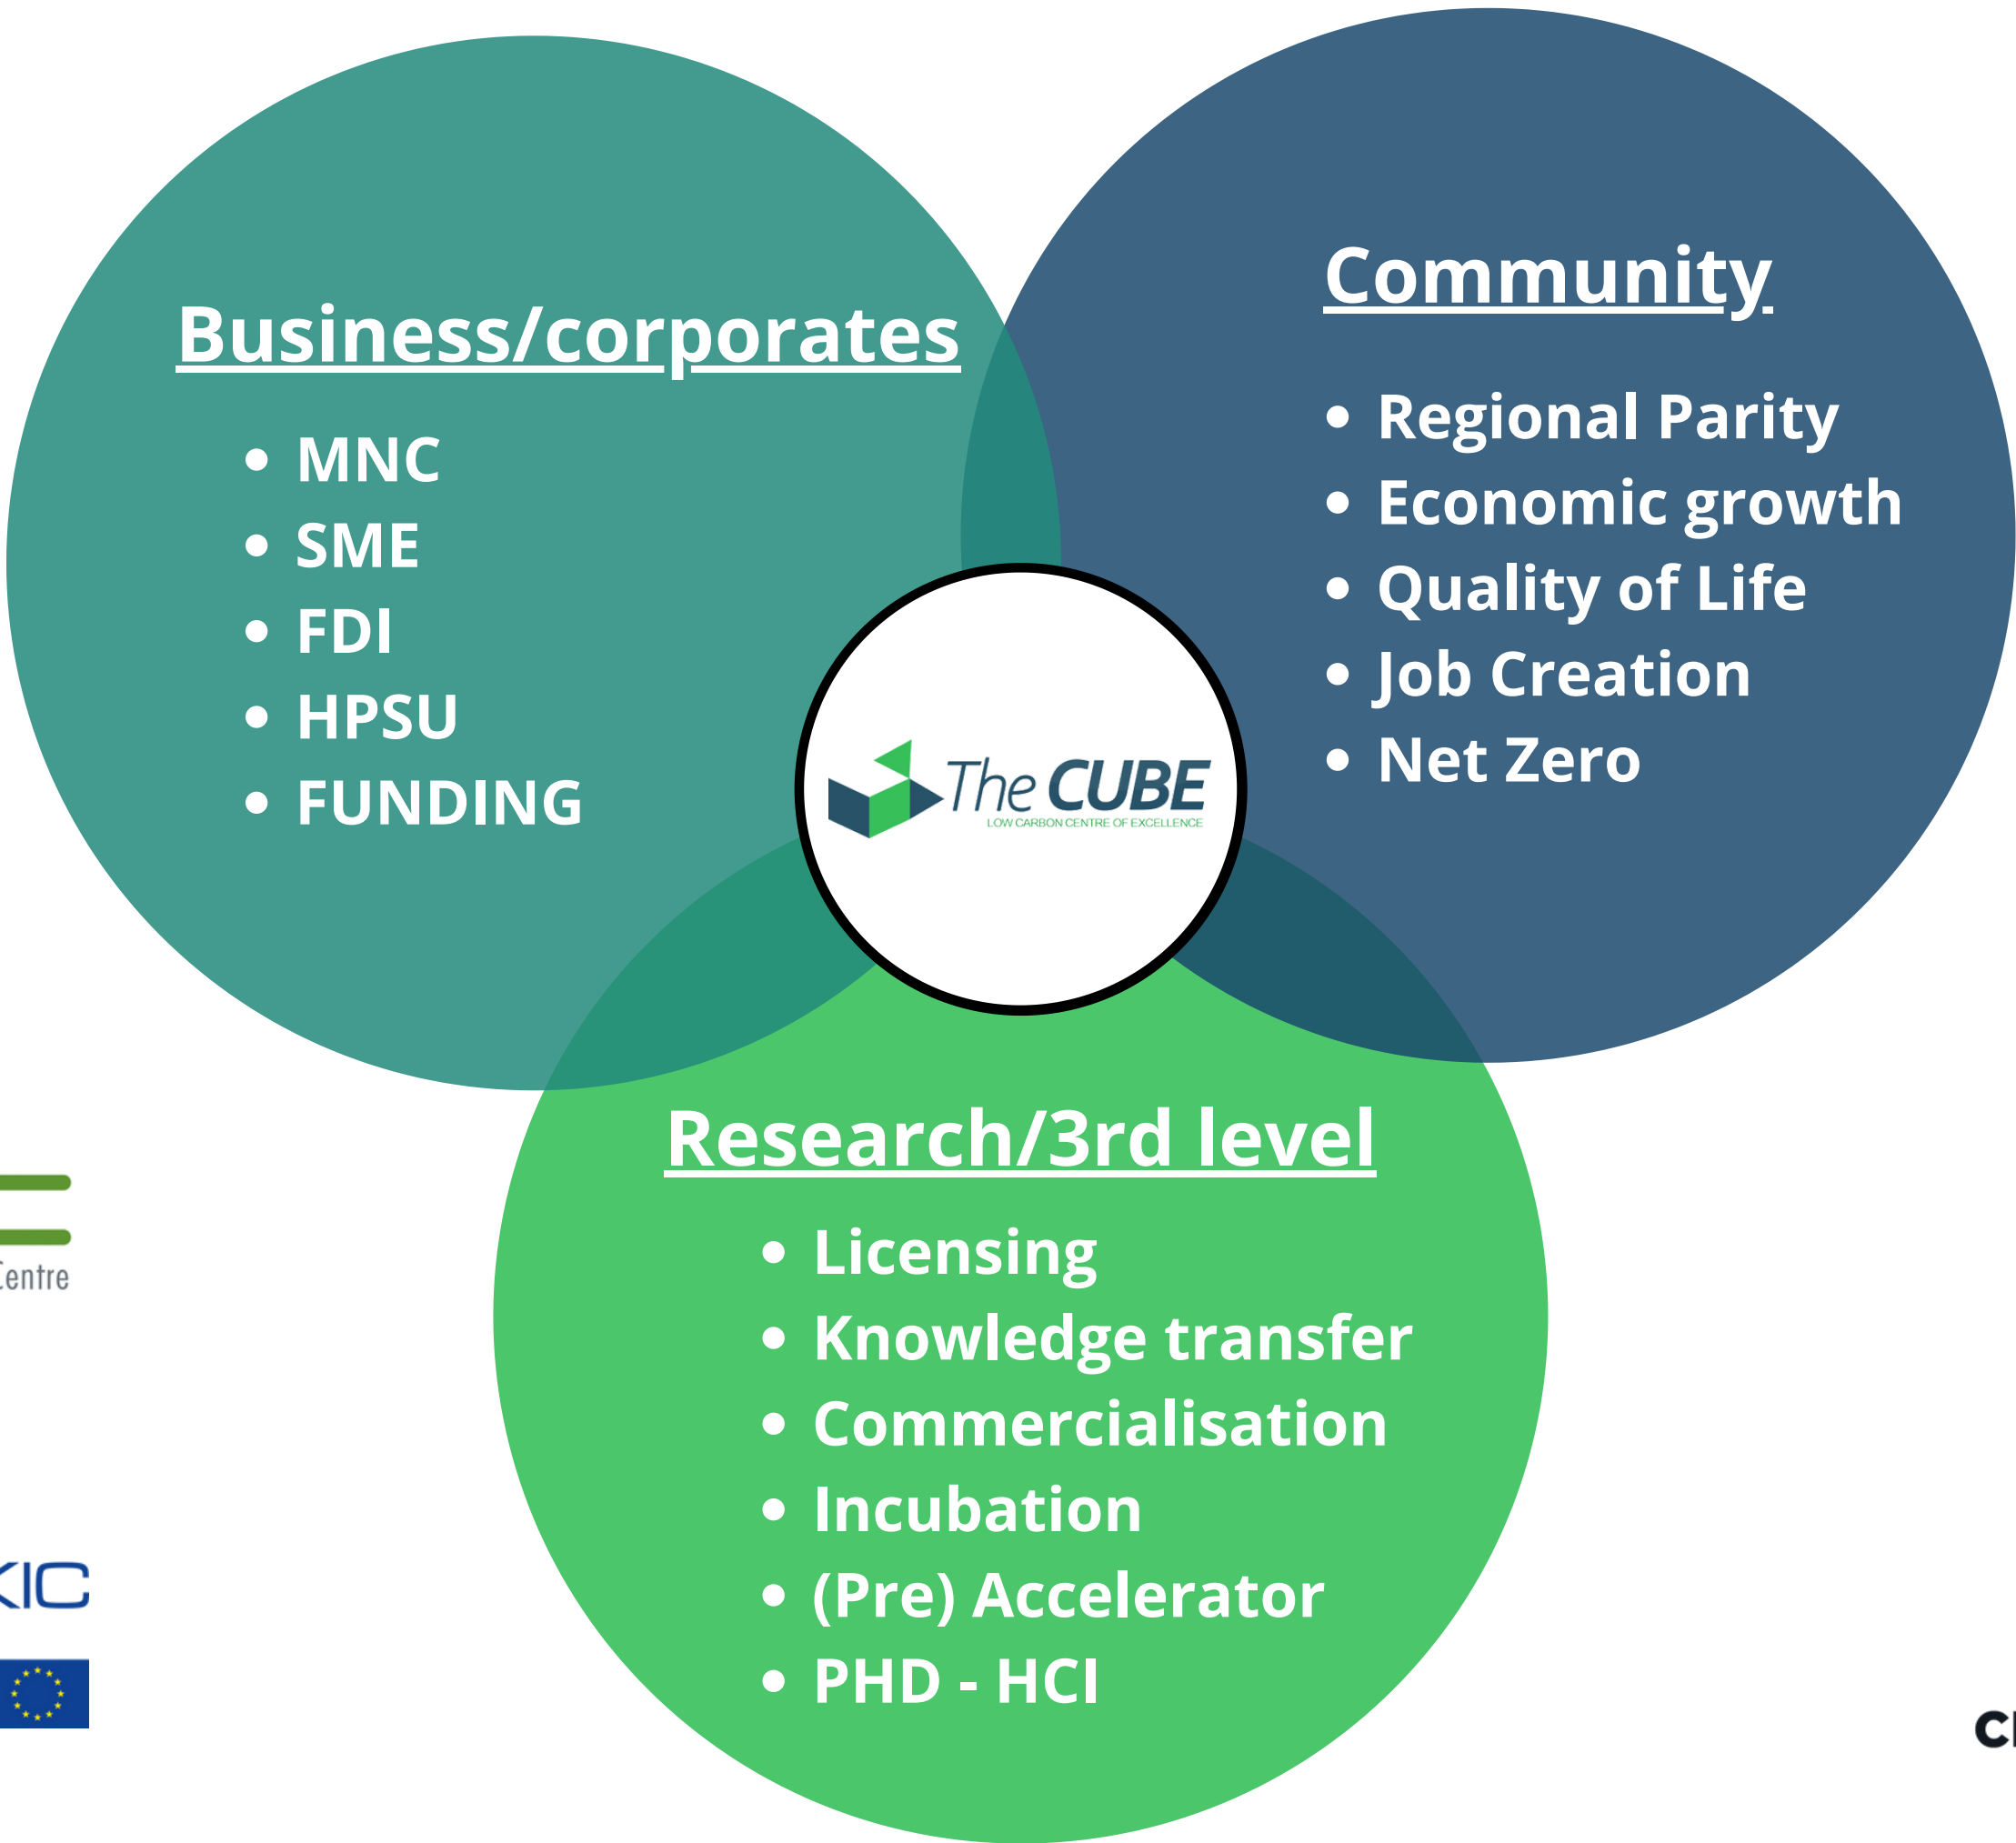 Business/corporates
MNC
SME
FDI
HPSU
FUNDING
Community
Regional Parity
Economic growth
Quality of Life
Job Creation
Net Zero
The CUBE
LOW CARBON CENTRE OF EXCELLENCE
Research/3rd level
Licensing
Knowledge transfer
Commercialisation
Incubation
(Pre) Accelerator
PHD - HCI
Centre
KIC